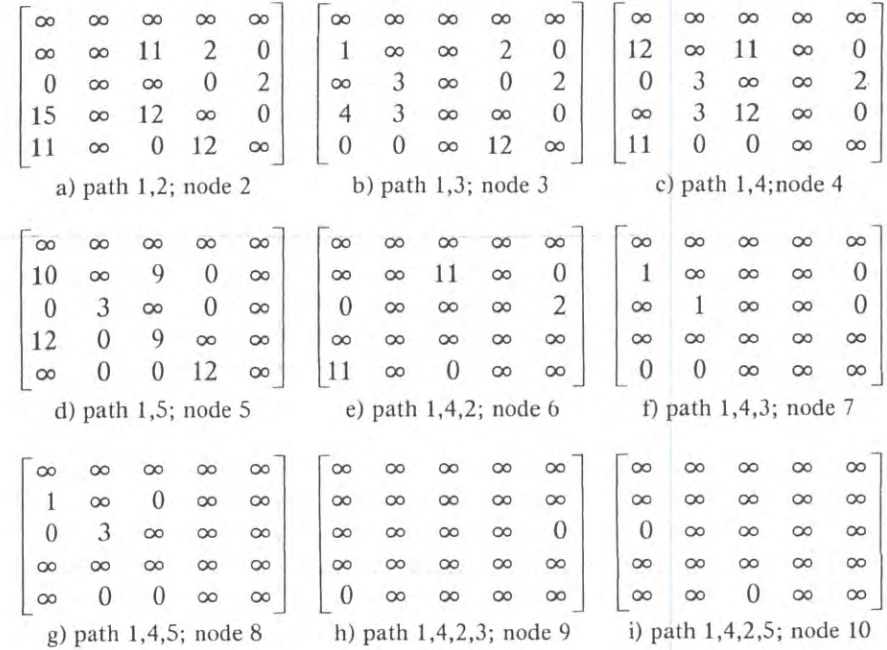 ∞ ∞ ∞ ∞ ∞
∞ ∞ 11 2 0
0 ∞ ∞ 0 2
15 ∞ 12 ∞ 0
11 ∞ 0 12 ∞
a) path 1,2; node 2
∞ ∞ ∞ ∞ ∞
1 ∞ ∞ 2 0
∞ 3 ∞ 0 2
4 3 ∞ ∞ 0
0 0 ∞ 12 ∞
b) path 1,3; node 3
∞ ∞ ∞ ∞ ∞
12 ∞ 11 ∞ 0
0 3 ∞ ∞ 2
∞ 3 12 ∞ 0
11 0 0 ∞ ∞
c) path 1,4;node 4
∞ ∞ ∞ ∞ ∞
10 ∞ 9 0 ∞
0 3 ∞ 0 ∞
12 0 9 ∞ ∞
∞ 0 0 12 ∞
d) path 1,5; node 5
∞ ∞ ∞ ∞ ∞
∞ ∞ 11 ∞ 0
0 ∞ ∞ ∞ 2
∞ ∞ ∞ ∞ ∞
11 ∞ 0 ∞ ∞
e) path 1,4,2; node 6
∞ ∞ ∞ ∞ ∞
1 ∞ ∞ ∞ 0
∞ 1 ∞ ∞ 0
∞ ∞ ∞ ∞ ∞
0 0 ∞ ∞ ∞
f) path 1,4,3; node 7
∞ ∞ ∞ ∞ ∞
1 ∞ 0 ∞ ∞
0 3 ∞ ∞ ∞
∞ ∞ ∞ ∞ ∞
∞ 0 0 ∞ ∞
g) path 1,4,5; node 8
∞ ∞ ∞ ∞ ∞
∞ ∞ ∞ ∞ ∞
∞ ∞ ∞ ∞ 0
∞ ∞ ∞ ∞ ∞
0 ∞ ∞ ∞ ∞
h) path 1,4,2,3; node 9
∞ ∞ ∞ ∞ ∞
∞ ∞ ∞ ∞ ∞
0 ∞ ∞ ∞ ∞
∞ ∞ ∞ ∞ ∞
∞ ∞ 0 ∞ ∞
i) path 1,4,2,5; node 10